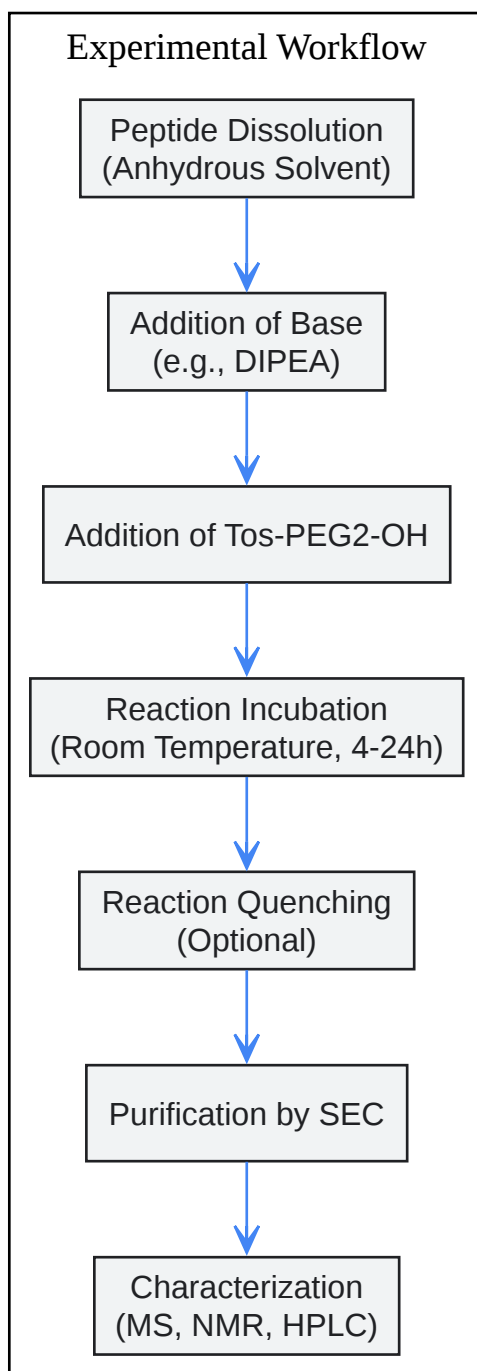 Experimental Workflow
Peptide Dissolution
(Anhydrous Solvent)
Addition of Base
(e.g., DIPEA)
Addition of Tos-PEG2-OH
Reaction Incubation
(Room Temperature, 4-24h)
Reaction Quenching
(Optional)
Purification by SEC
Characterization
(MS, NMR, HPLC)